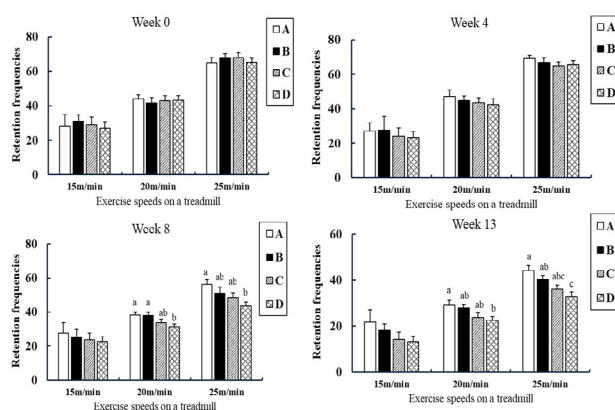 Week 0
Retention frequencies
80
60
40
20
0
15m/min 20m/min 25m/min
Exercise speeds on a treadmill
A
B
C
D
Week 4
Retention frequencies
80
60
40
20
0
15m/min 20m/min 25m/min
Exercise speeds on a treadmill
A
B
C
D
Week 8
Retention frequencies
80
60
40
20
0
a a ab b
a ab ab b
15m/min 20m/min 25m/min
Exercise speeds on a treadmill
A
B
C
D
Week 13
Retention frequencies
60
40
20
0
a ab ab b
a ab abc c
15m/min 20m/min 25m/min
Exercise speeds on a treadmill
A
B
C
D